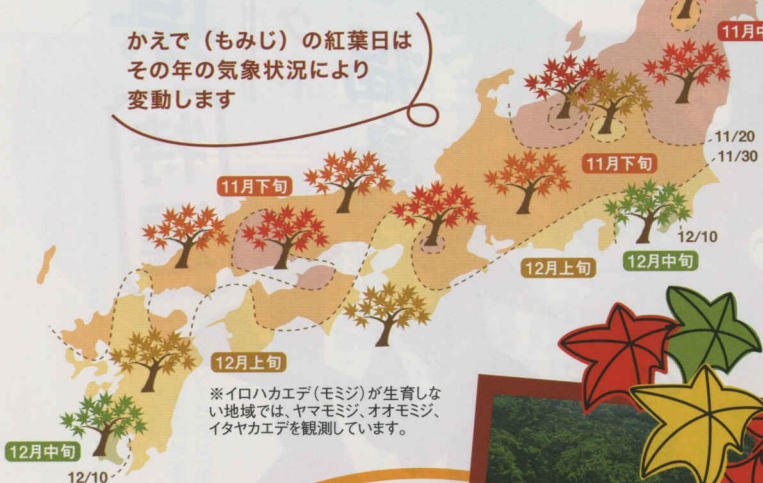 かえで（もみじ）の紅葉日は
その年の気象状況により
変動します
11月
11/20
11/30
11月下旬
11月下旬
12/10
12月上旬
12月中旬
12月上旬
※イロハカエデ（モミジ）が生育しな
い地域では、ヤマモミジ、オオモミジ、
イタヤカエデを観測しています。
12月中旬
12/10